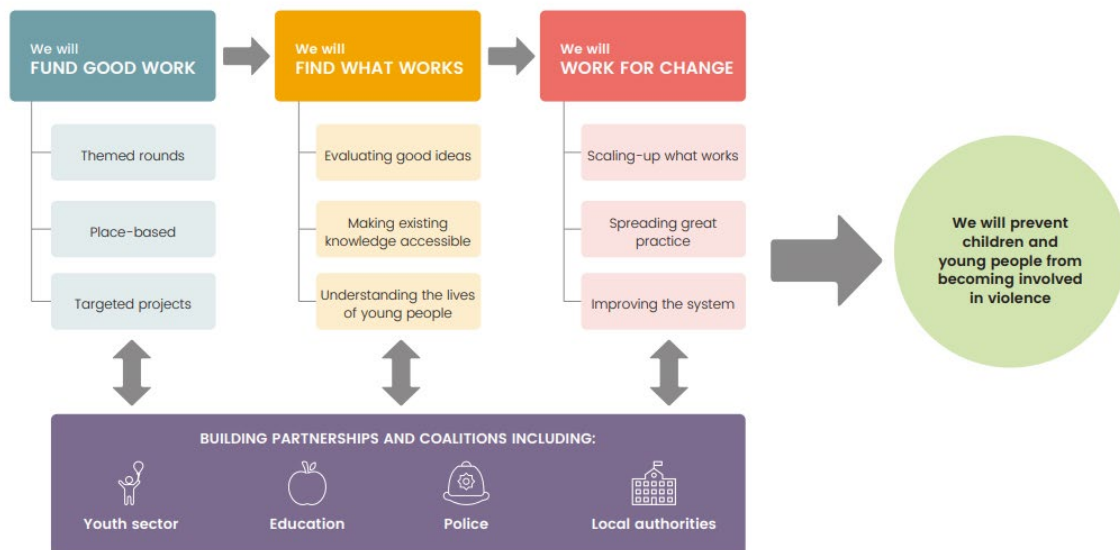 We will
FUND GOOD WORK
Themed rounds
Place-based
Targeted projects
We will
FIND WHAT WORKS
Evaluating good ideas
Making existing
knowledge accessible
Understanding the lives
of young people
We will
WORK FOR CHANGE
Scaling-up what works
Spreading great
practice
Improving the system
We will prevent
children and
young people from
becoming involved
in violence
BUILDING PARTNERSHIPS AND COALITIONS INCLUDING:
Youth sector
Education
Police
Local authorities